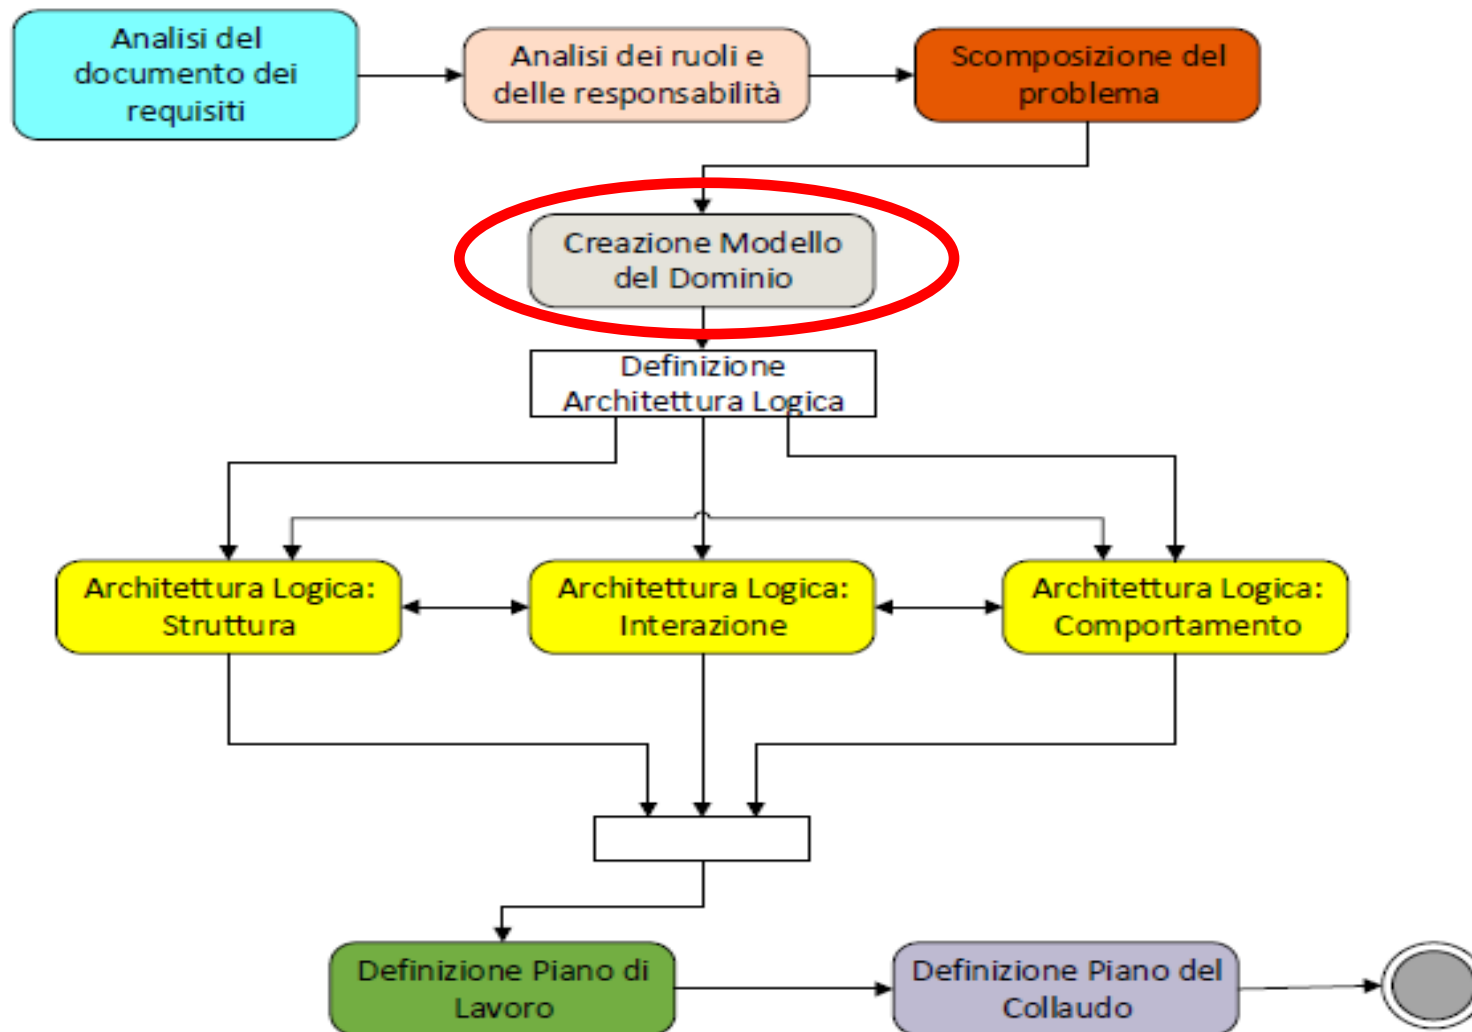 Analisi del
documento dei
requisiti
Analisi dei ruoli e
delle responsabilità
Scomposizione del
problema
Creazione Modello
del Dominio
Definizione
Architettura Logica
Architettura Logica:
Struttura
Architettura Logica:
Interazione
Architettura Logica:
Comportamento
Definizione Piano di
Lavoro
Definizione Piano del
Collaudo